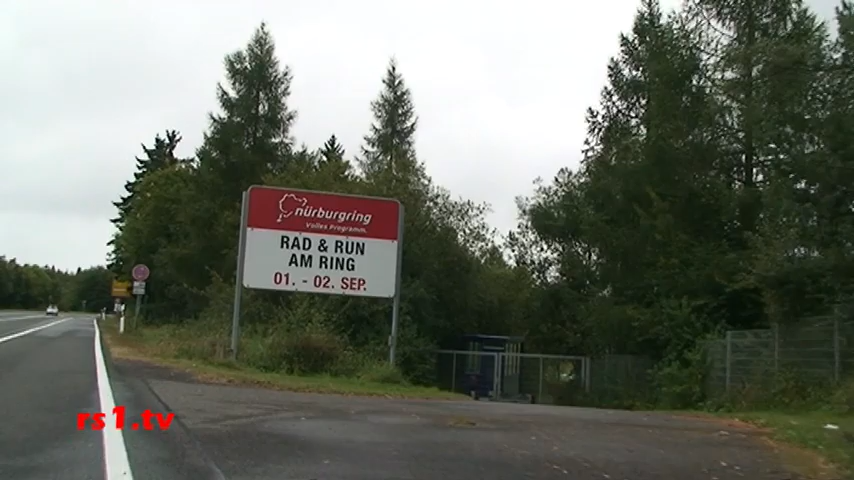 nürburgring
Volles Programm.
RAD & RUN
AM RING
01. - 02. SEP.
rs1.tv